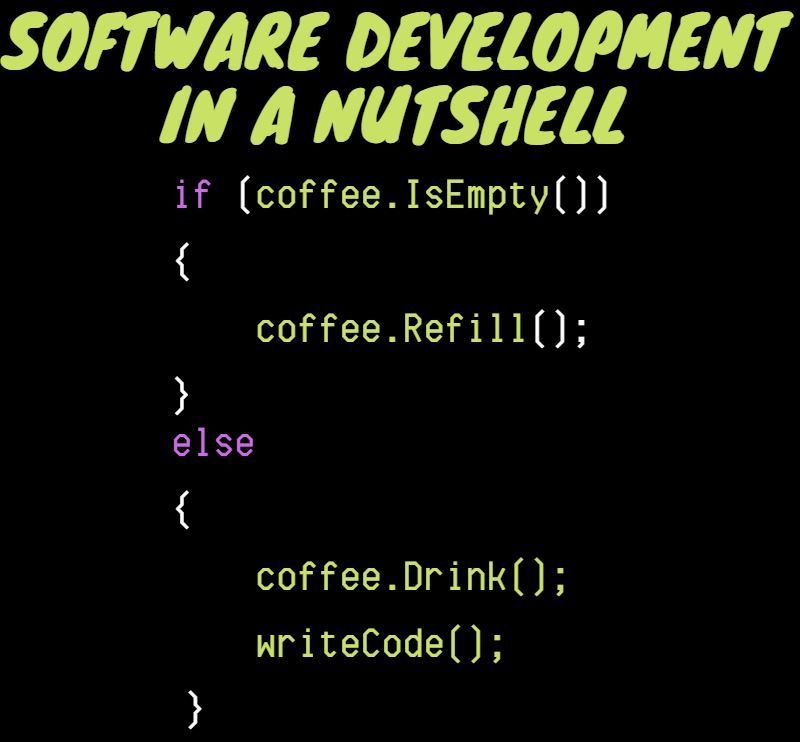 SOFTWARE DEVELOPMENT
IN A NUTSHELL
if (coffee.IsEmpty())
{
coffee.Refill();
}
else
{
coffee.Drink();
writeCode();
}